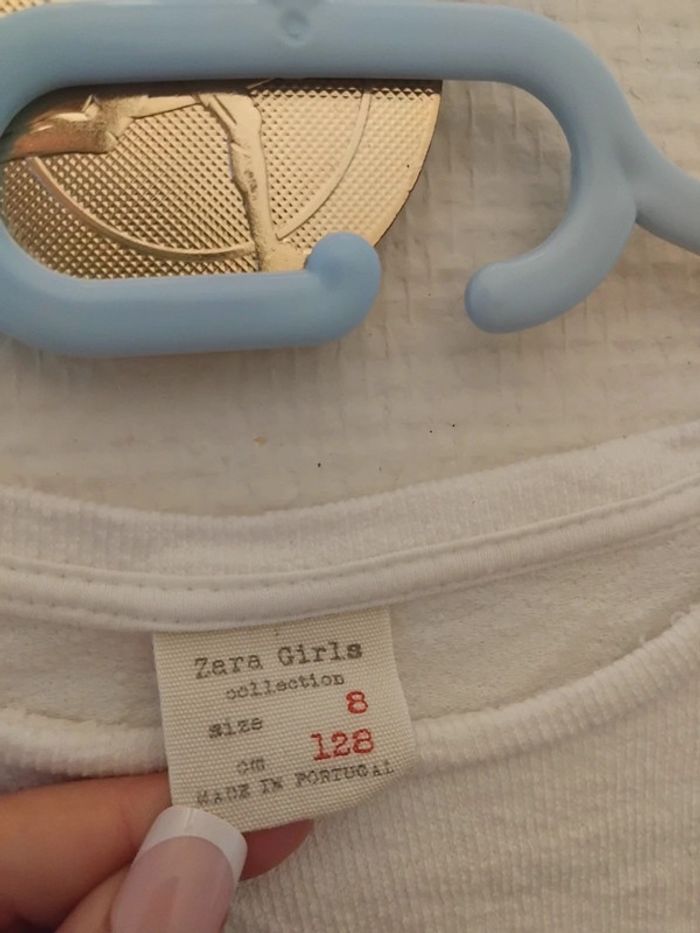 Zara Girls
collection
size 8
cm 128
MADE IN PORTUGAL